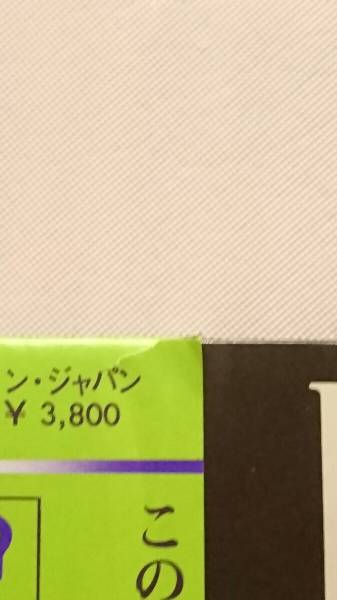 ン・ジャパン
¥ 3,800
この